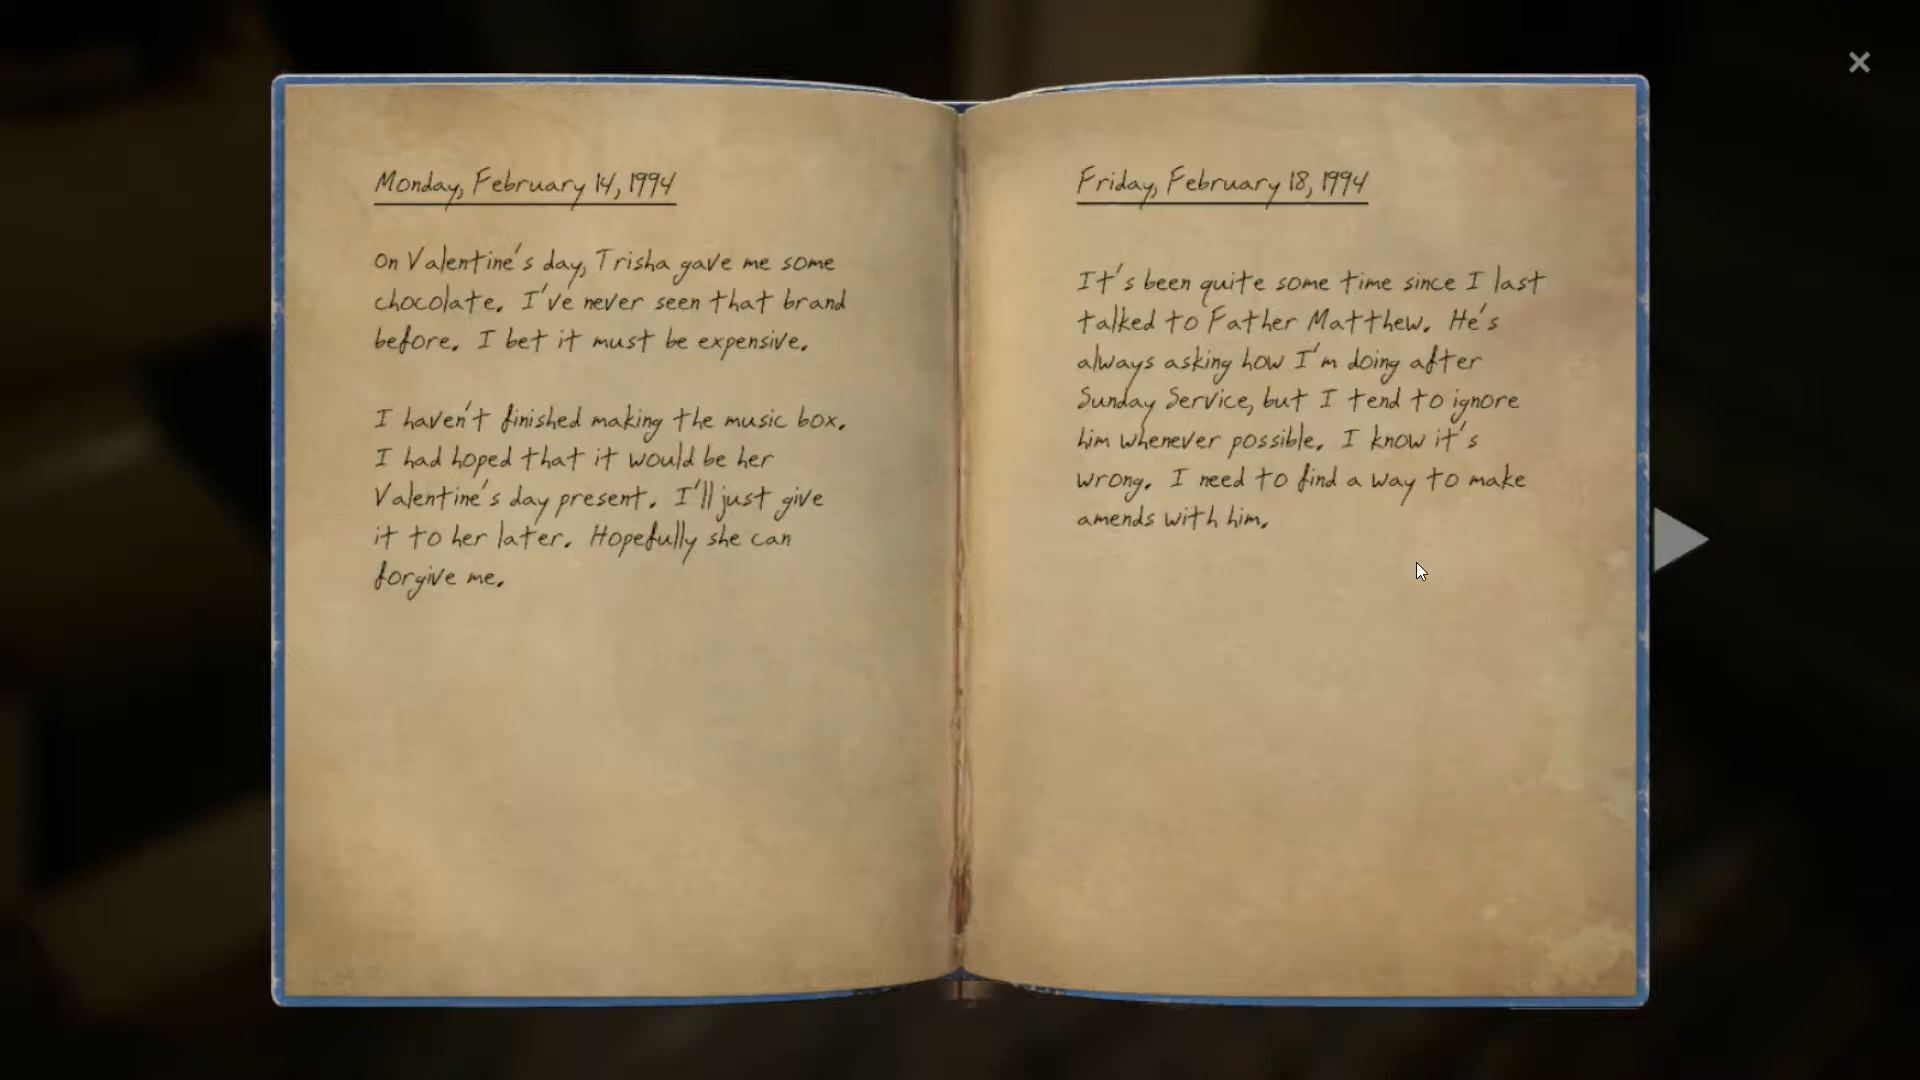 Monday, February 14, 1994
On Valentine's day, Trisha gave me some
chocolate. I've never seen that brand
before. I bet it must be expensive.
I haven't finished making the music box.
I had hoped that it would be her
Valentine's day present. I'll just give
it to her later. Hopefully she can
forgive me.
Friday, February 18, 1994
It's been quite some time since I last
talked to Father Matthew. He's
always asking how I'm doing after
Sunday Service, but I tend to ignore
him whenever possible. I know it's
wrong. I need to find a way to make
amends with him.